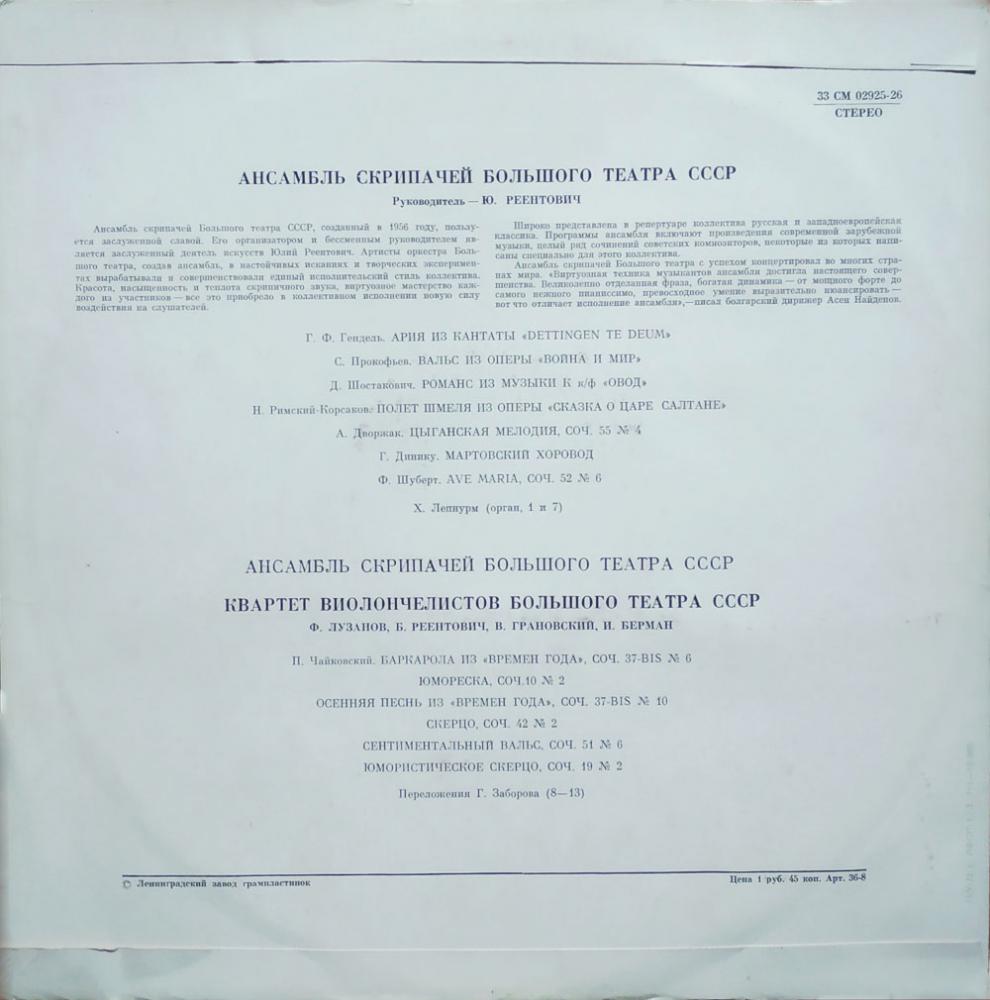 33 СМ 02925-26
СТЕРЕО
АНСАМБЛЬ СКРИПАЧЕЙ БОЛЬШОГО ТЕАТРА СССР
Руководитель — Ю. РЕЕНТОВИЧ
Ансамбль скрипачей Большого театра СССР, созданный в 1956 году, пользу-
ется заслуженной славой. Его организатором и бессменным руководителем яв-
ляется заслуженный деятель искусств Юлий Реентович. Артисты оркестра Боль-
шого театра, создав ансамбль, в настойчивых исканиях и творческих эксперимен-
тах вырабатывали и совершенствовали единый исполнительский стиль коллектива.
Красота, насыщенность и теплота скрипичного звука, виртуозное мастерство каж-
дого из участников — все это приобрело в коллективном исполнении новую силу
воздействия на слушателей.
Широко представлена в репертуаре коллектива русская и западноевропейская
классика. Программы ансамбля включают произведения современной зарубежной
музыки, целый ряд сочинений советских композиторов, некоторые из которых напи-
саны специально для этого коллектива.
Ансамбль скрипачей Большого театра с успехом концертировал во многих стра-
нах мира. «Виртуозная техника музыкантов ансамбля достигла настоящего совер-
шенства. Великолепно отделанная фраза, богатая динамика — от мощного форте до
самого нежного пианиссимо, превосходное умение выразительно нюансировать —
вот что отличает исполнение ансамбля»,—писал болгарский дирижер Асен Найденов.
Г. Ф. Гендель. АРИЯ ИЗ КАНТАТЫ «DETTINGEN TE DEUM»
С. Прокофьев. ВАЛЬС ИЗ ОПЕРЫ «ВОЙНА И МИР»
Д. Шостакович. РОМАНС ИЗ МУЗЫКИ К к/ф «ОВОД»
Н. Римский-Корсаков. ПОЛЕТ ШМЕЛЯ ИЗ ОПЕРЫ «СКАЗКА О ЦАРЕ САЛТАНЕ»
А. Дворжак. ЦЫГАНСКАЯ МЕЛОДИЯ, СОЧ. 55 № 4
Г. Динику. МАРТОВСКИЙ ХОРОВОД
Ф. Шуберт. AVE MARIA, СОЧ. 52 № 6
Х. Лепнурм (орган, 1 и 7)
АНСАМБЛЬ СКРИПАЧЕЙ БОЛЬШОГО ТЕАТРА СССР
КВАРТЕТ ВИОЛОНЧЕЛИСТОВ БОЛЬШОГО ТЕАТРА СССР
Ф. ЛУЗАНОВ, Б. РЕЕНТОВИЧ, В. ГРАНОВСКИЙ, И. БЕРМАН
П. Чайковский. БАРКАРОЛА ИЗ «ВРЕМЕН ГОДА», СОЧ. 37-BIS № 6
ЮМОРЕСКА, СОЧ.10 № 2
ОСЕННЯЯ ПЕСНЬ ИЗ «ВРЕМЕН ГОДА», СОЧ. 37-BIS № 10
СКЕРЦО, СОЧ. 42 № 2
СЕНТИМЕНТАЛЬНЫЙ ВАЛЬС, СОЧ. 51 № 6
ЮМОРИСТИЧЕСКОЕ СКЕРЦО, СОЧ. 19 № 2
Переложения Г. Заборова (8—13)
© Ленинградский завод грампластинок
Цена 1 руб. 45 коп. Арт. 36-8